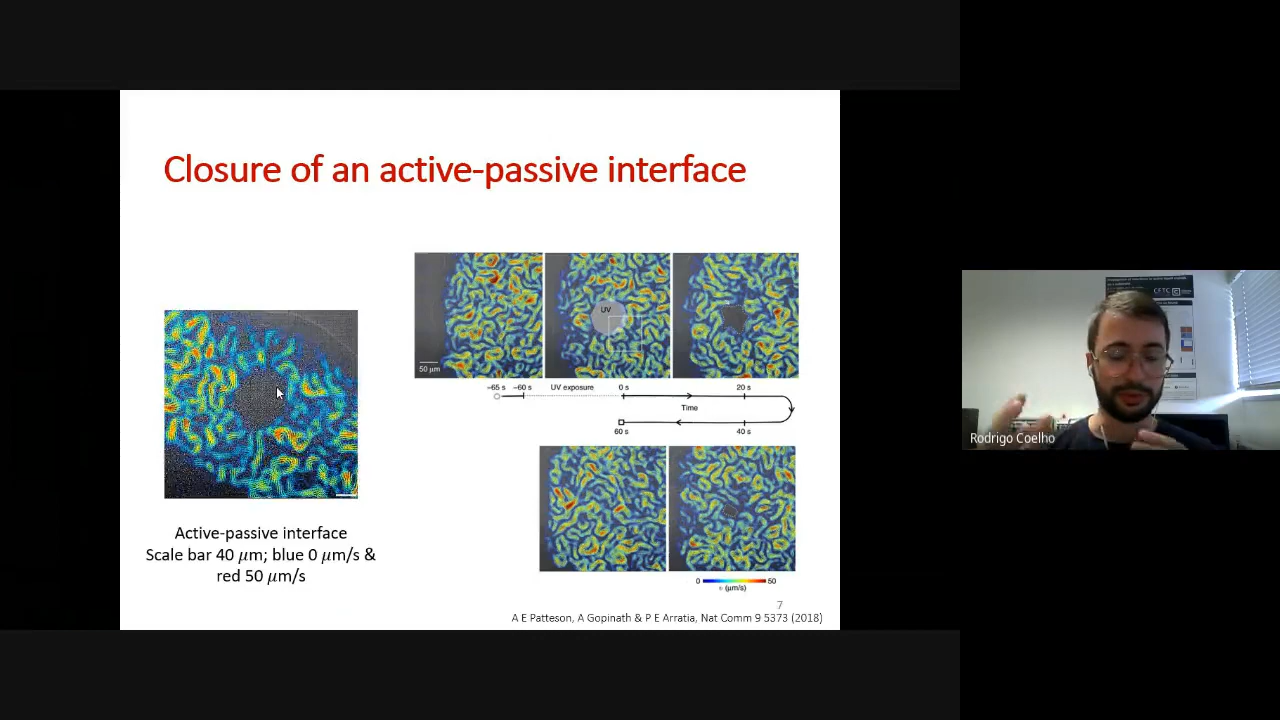 Closure of an active-passive interface
UV
50 μm
−65 s −60 s UV exposure 0 s 20 s
Time
60 s 40 s
Active-passive interface
Scale bar 40 𝜇m; blue 0 𝜇m/s &
red 50 𝜇m/s
0 50
(μm/s)
7
A E Patteson, A Gopinath & P E Arratia, Nat Comm 9 5373 (2018)
CFTC
Rodrigo Coelho